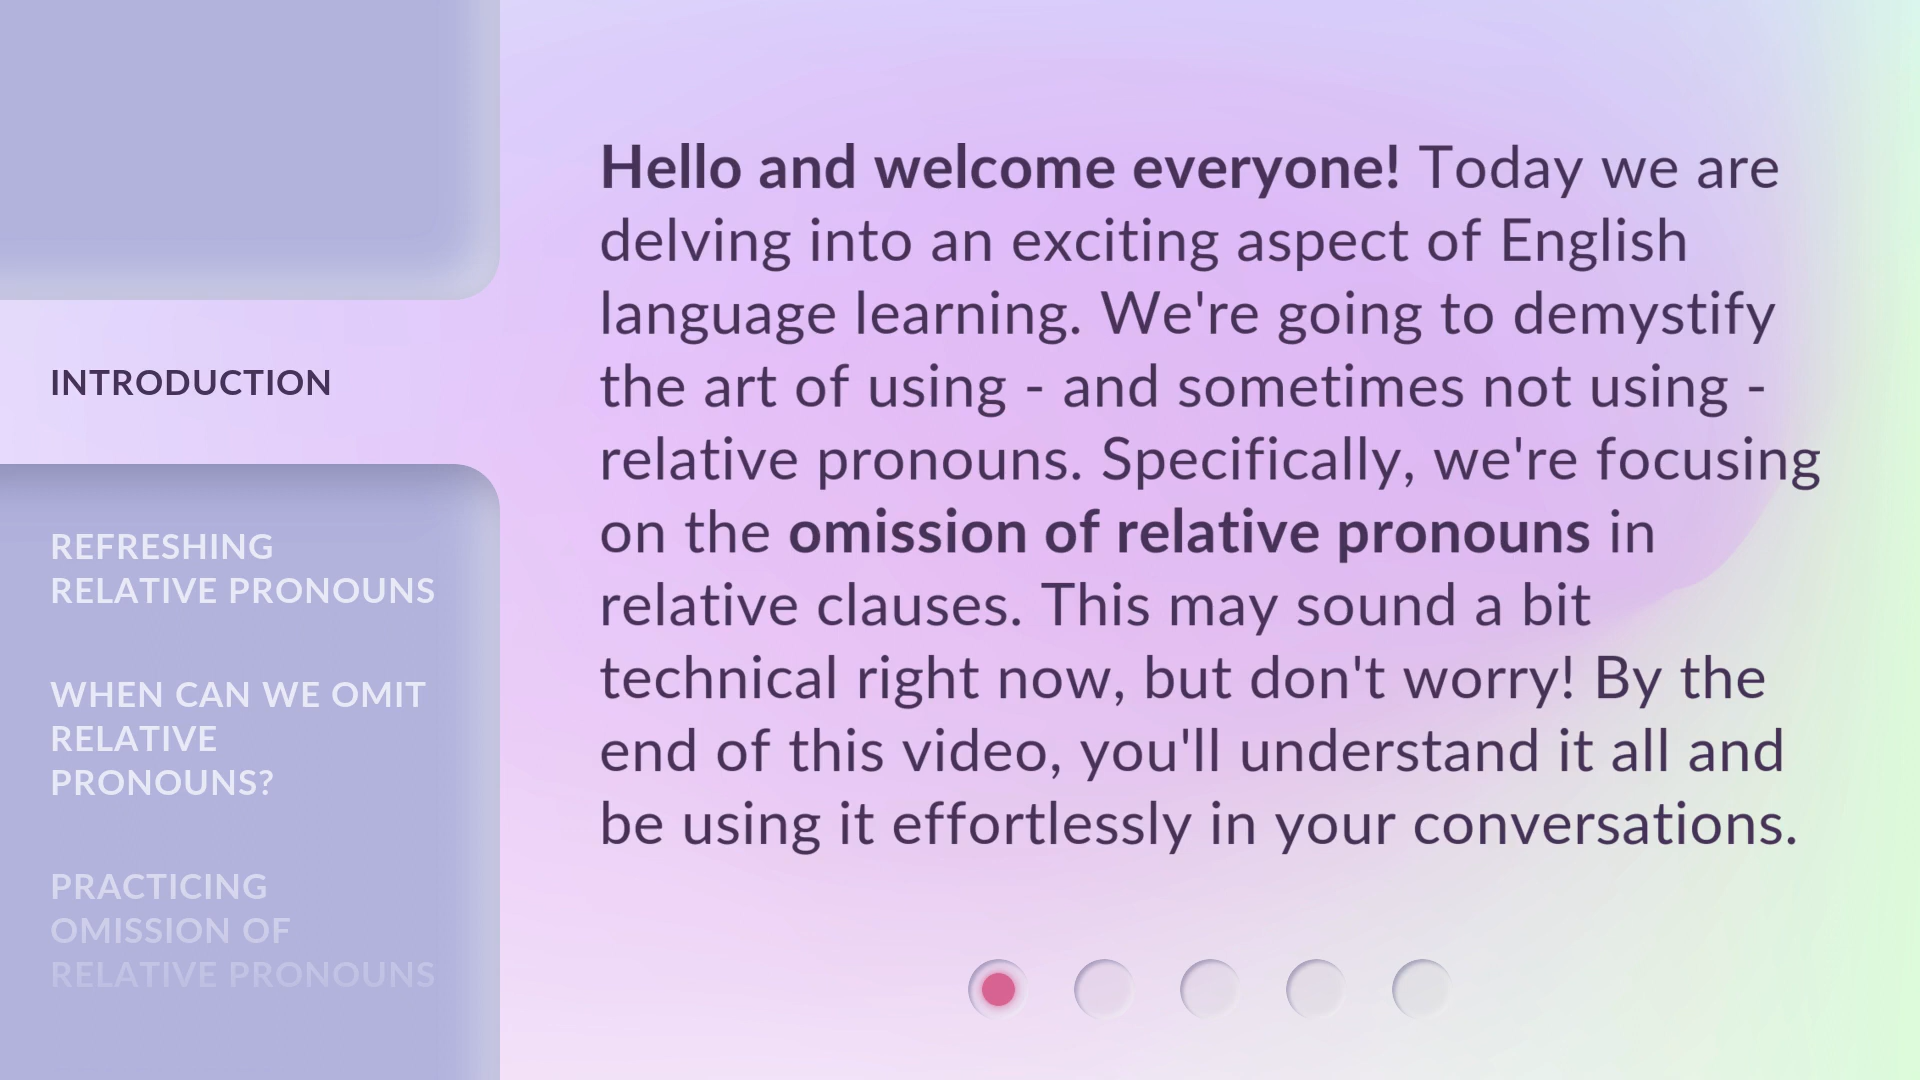 INTRODUCTION
REFRESHING
RELATIVE PRONOUNS
WHEN CAN WE OMIT
RELATIVE
PRONOUNS?
PRACTICING
OMISSION OF
RELATIVE PRONOUNS
Hello and welcome everyone! Today we are
delving into an exciting aspect of English
language learning. We're going to demystify
the art of using - and sometimes not using -
relative pronouns. Specifically, we're focusing
on the omission of relative pronouns in
relative clauses. This may sound a bit
technical right now, but don't worry! By the
end of this video, you'll understand it all and
be using it effortlessly in your conversations.